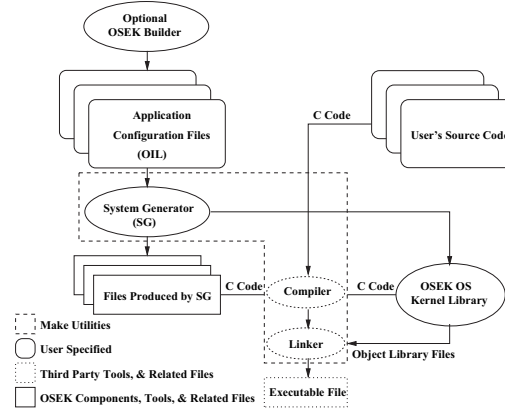 Optional
OSEK Builder
Application
Configuration Files
(OIL)
C Code
User's Source Code
System Generator
(SG)
Files Produced by SG
C Code
Compiler
C Code
OSEK OS
Kernel Library
Linker
Object Library Files
Executable File
Make Utilities
User Specified
Third Party Tools, & Related Files
OSEK Components, Tools, & Related Files